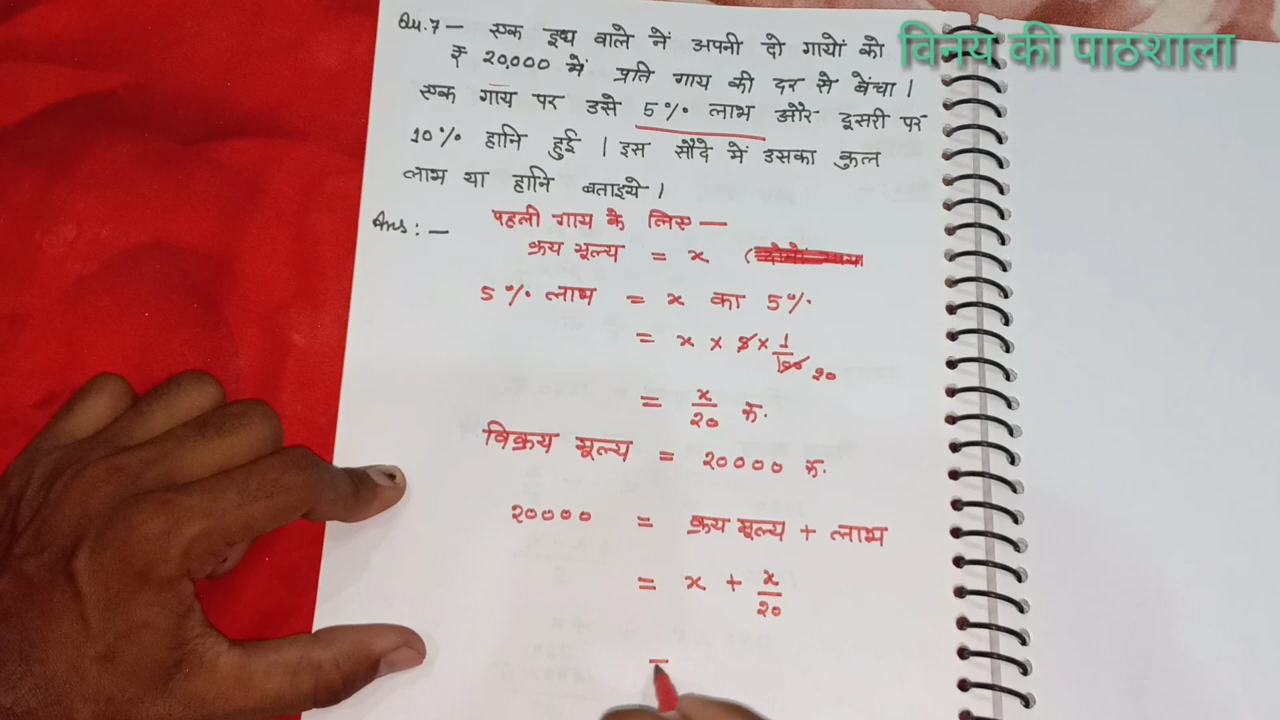 विनय की पाठशाला
Qu.7 — एक दूध वाले नें अपनी दो गायों को
₹ 20,000 में प्रति गाय की दर से बेंचा।
एक गाय पर उसे 5% लाभ और दूसरी पर
10% हानि हुई। इस सौदे में उसका कुल
लाभ या हानि बताइये।
Ans:— पहली गाय के लिए —
क्रय मूल्य = x (
5% लाभ = x का 5%
= x × 5 × 1/100 20
= x/20 रु.
विक्रय मूल्य = 20000 रु.
20000 = क्रय मूल्य + लाभ
= x + x/20
=